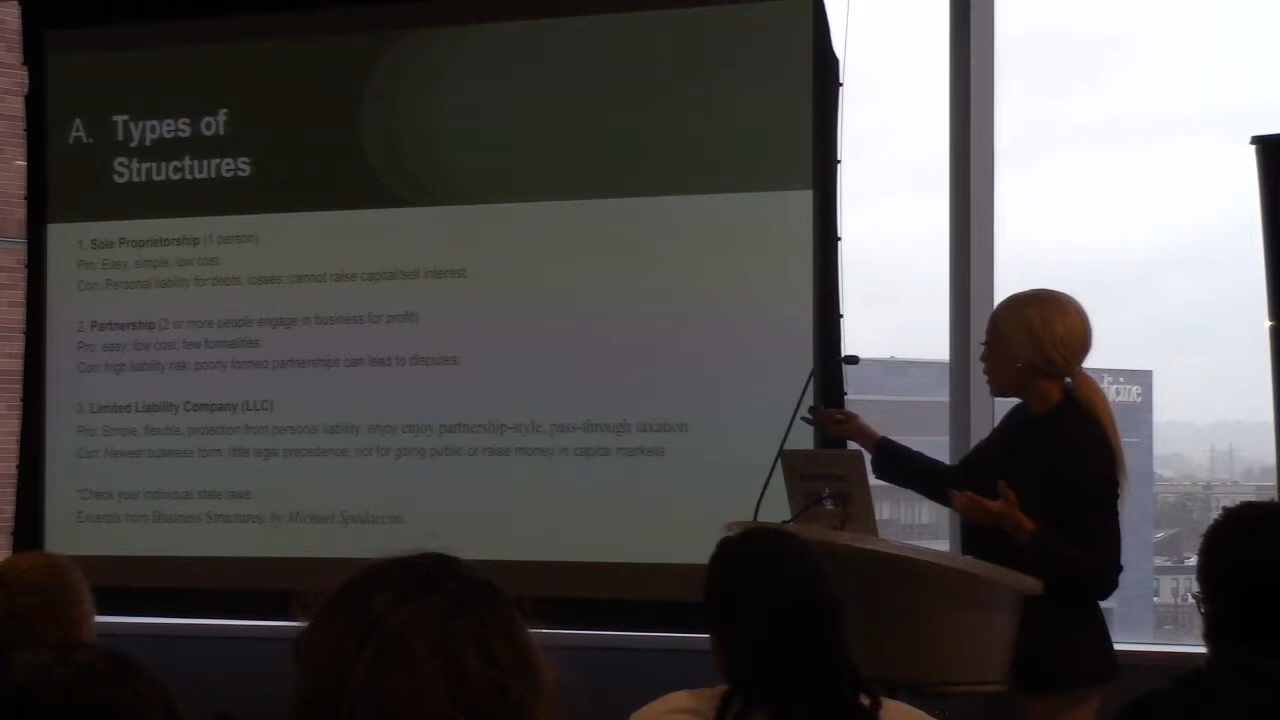 A. Types of
Structures
1. Sole Proprietorship (1 person)
Pro: Easy, simple, low cost.
Con: Personal liability for debts, losses; cannot raise capital/sell interest.
2. Partnership (2 or more people engage in business for profit)
Pro: easy, low cost, few formalities.
Con: high liability risk; poorly formed partnerships can lead to disputes.
3. Limited Liability Company (LLC)
Pro: Simple, flexible, protection from personal liability, enjoy enjoy partnership-style, pass-through taxation
Con: Newest business form, little legal precedence; not for going public or raise money in capital markets
*Check your individual state laws.
Excerpts from Business Structures, by Michael Spadaccini.